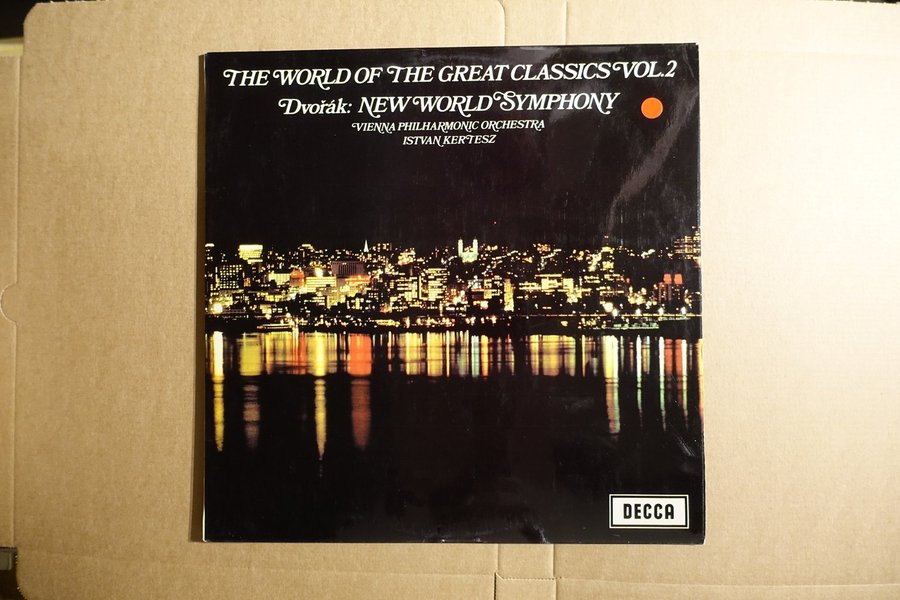 THE WORLD OF THE GREAT CLASSICS VOL.2
Dvořák: NEW WORLD SYMPHONY
VIENNA PHILHARMONIC ORCHESTRA
ISTVAN KERTESZ
DECCA